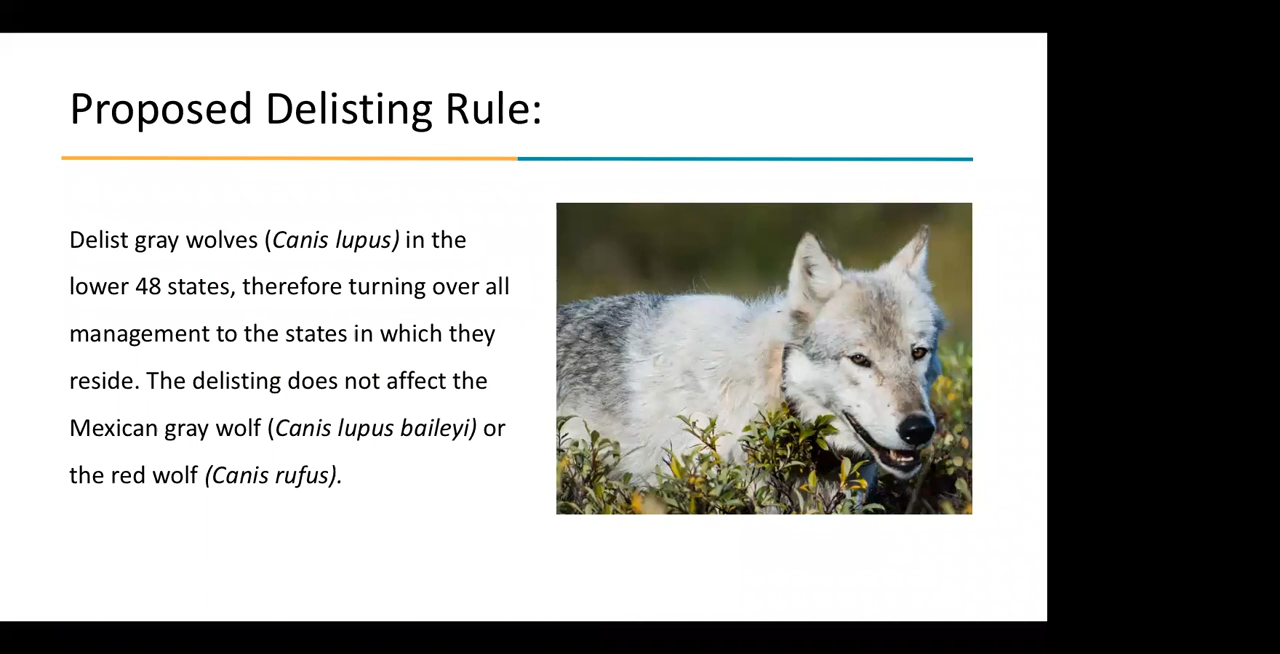 Proposed Delisting Rule:
Delist gray wolves (Canis lupus) in the
lower 48 states, therefore turning over all
management to the states in which they
reside. The delisting does not affect the
Mexican gray wolf (Canis lupus baileyi) or
the red wolf (Canis rufus).